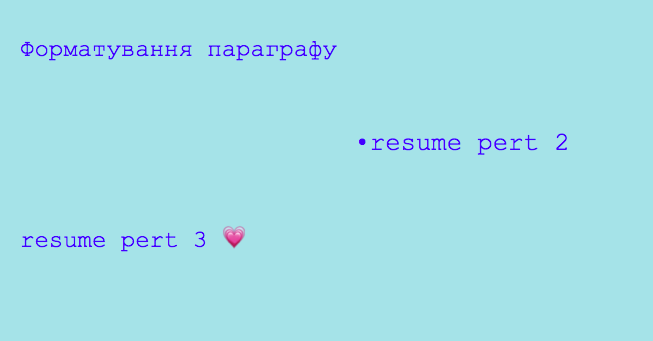 Форматування параграфу
•resume pert 2
resume pert 3 💗